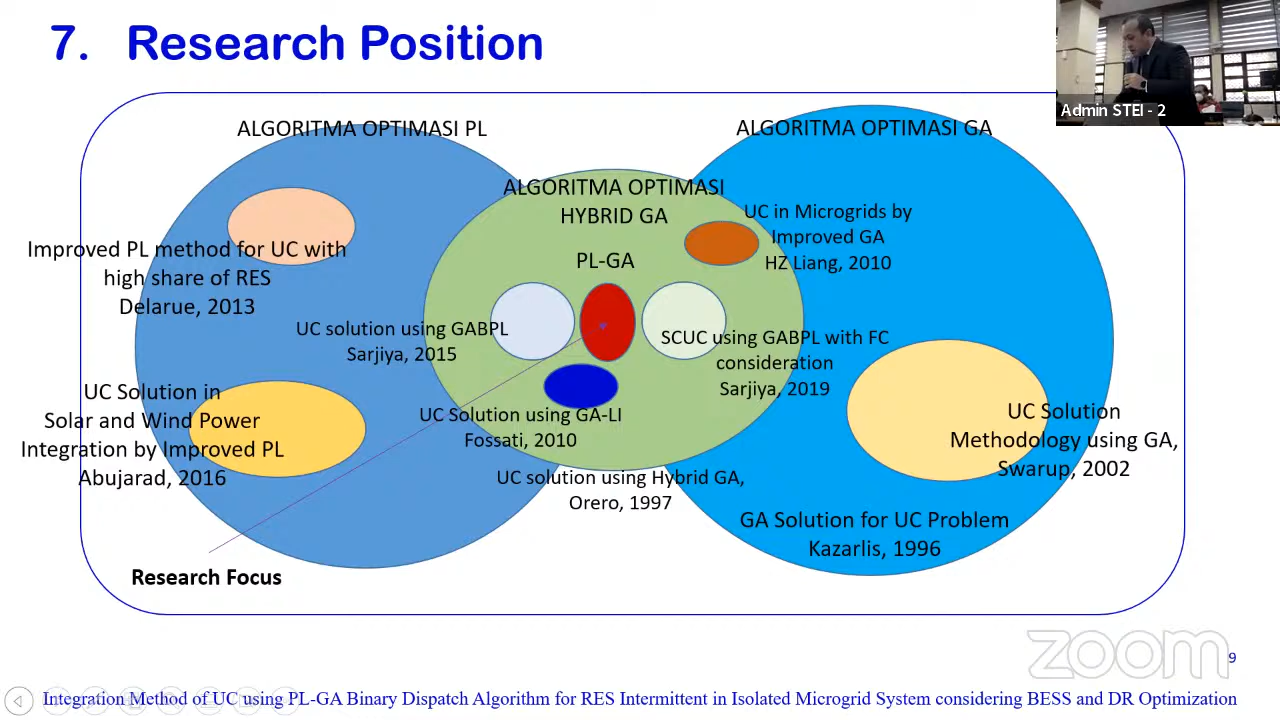 7. Research Position
Admin STEI - 2
ALGORITMA OPTIMASI PL
ALGORITMA OPTIMASI GA
ALGORITMA OPTIMASI
HYBRID GA
PL-GA
UC in Microgrids by
Improved GA
HZ Liang, 2010
Improved PL method for UC with
high share of RES
Delarue, 2013
UC solution using GABPL
Sarjiya, 2015
SCUC using GABPL with FC
consideration
Sarjiya, 2019
UC Solution in
Solar and Wind Power
Integration by Improved PL
Abujarad, 2016
UC Solution using GA-LI
Fossati, 2010
UC Solution
Methodology using GA,
Swarup, 2002
UC solution using Hybrid GA,
Orero, 1997
GA Solution for UC Problem
Kazarlis, 1996
Research Focus
zoom
9
Integration Method of UC using PL-GA Binary Dispatch Algorithm for RES Intermittent in Isolated Microgrid System considering BESS and DR Optimization